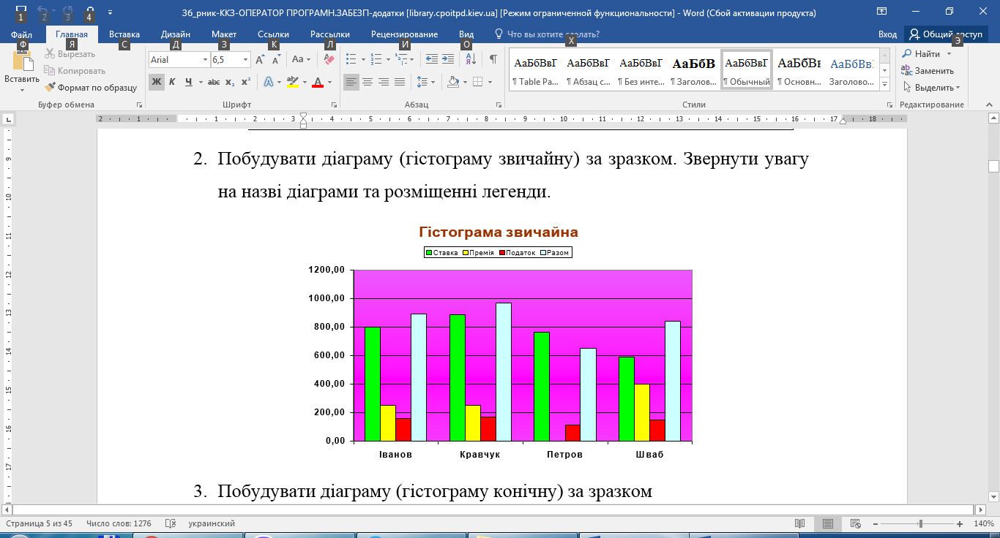 Зб_рник-ККЗ-ОПЕРАТОР ПРОГРАМН.ЗАБЕЗП-додатки [library.cpoitpd.kiev.ua] [Режим ограниченной функциональности] - Word (Сбой активации продукта)
1 2 3 4
Файл Главная Вставка Дизайн Макет Ссылки Рассылки Рецензирование Вид Что вы хотите сделать? Вход Общий доступ
Ф Я С Д З К Л И О Х Э
Вставить
Вырезать
Копировать
Формат по образцу
Буфер обмена
Arial 6,5 Aa
Ж К Ч abc x₂ x²
Шрифт
Абзац
АаБбВвГ АаБбВвГ АаБбВвГ АаБбВ АаБбВвГ АаБбВ АаБбВв
¶ Table Pa... ¶ Абзац с... ¶ Без инте... ¶ Заголов... ¶ Обычный ¶ Основн... Заголово...
Стили
Найти
Заменить
Выделить
Редактирование
2 1 1 2 3 4 5 6 7 8 9 10 11 12 13 14 15 16 17 18
9
10
11
12
13
14
15
16
17
2. Побудувати діаграму (гістограму звичайну) за зразком. Звернути увагу
на назві діаграми та розміщенні легенди.
Гістограма звичайна
Ставка Премія Податок Разом
1200,00
1000,00
800,00
600,00
400,00
200,00
0,00
Іванов Кравчук Петров Шваб
3. Побудувати діаграму (гістограму конічну) за зразком
Страница 5 из 45 Число слов: 1276 украинский 140%